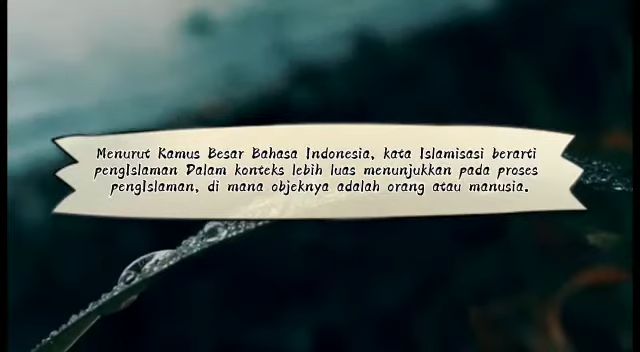 Menurut Kamus Besar Bahasa Indonesia, kata Islamisasi berarti
pengIslaman Dalam konteks lebih luas menunjukkan pada proses
pengIslaman, di mana objeknya adalah orang atau manusia.